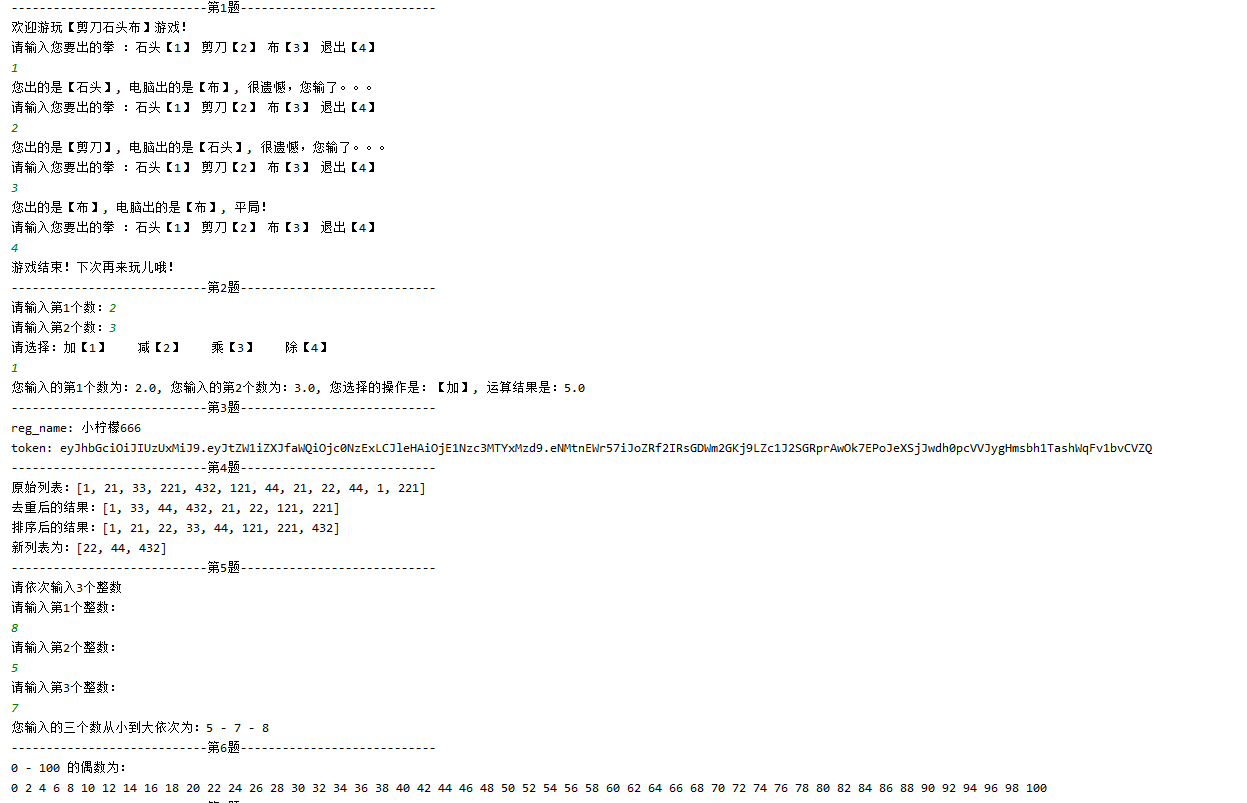 ----------------------------第1题----------------------------
欢迎游玩【剪刀石头布】游戏!
请输入您要出的拳 : 石头【1】 剪刀【2】 布【3】 退出【4】
1
您出的是【石头】, 电脑出的是【布】, 很遗憾，您输了。。。
请输入您要出的拳 : 石头【1】 剪刀【2】 布【3】 退出【4】
2
您出的是【剪刀】, 电脑出的是【石头】, 很遗憾，您输了。。。
请输入您要出的拳 : 石头【1】 剪刀【2】 布【3】 退出【4】
3
您出的是【布】, 电脑出的是【布】, 平局!
请输入您要出的拳 : 石头【1】 剪刀【2】 布【3】 退出【4】
4
游戏结束! 下次再来玩儿哦!
----------------------------第2题----------------------------
请输入第1个数: 2
请输入第2个数: 3
请选择: 加【1】    减【2】    乘【3】    除【4】
1
您输入的第1个数为: 2.0, 您输入的第2个数为: 3.0, 您选择的操作是: 【加】, 运算结果是: 5.0
----------------------------第3题----------------------------
reg_name: 小柠檬666
token: eyJhbGciOiJIUzUxMiJ9.eyJtZW1iZXJfaWQiOjc0NzExLCJleHAiOjE1Nzc3MTYxMzd9.eNMtnEWr57iJoZRf2IRsGDWm2GKj9LZc1J2SGRprAwOk7EPoJeXSjJwdh0pcVVJygHmsbh1TashWqFv1bvCVZQ
----------------------------第4题----------------------------
原始列表: [1, 21, 33, 221, 432, 121, 44, 21, 22, 44, 1, 221]
去重后的结果: [1, 33, 44, 432, 21, 22, 121, 221]
排序后的结果: [1, 21, 22, 33, 44, 121, 221, 432]
新列表为: [22, 44, 432]
----------------------------第5题----------------------------
请依次输入3个整数
请输入第1个整数:
8
请输入第2个整数:
5
请输入第3个整数:
7
您输入的三个数从小到大依次为: 5 - 7 - 8
----------------------------第6题----------------------------
0 - 100 的偶数为:
0 2 4 6 8 10 12 14 16 18 20 22 24 26 28 30 32 34 36 38 40 42 44 46 48 50 52 54 56 58 60 62 64 66 68 70 72 74 76 78 80 82 84 86 88 90 92 94 96 98 100